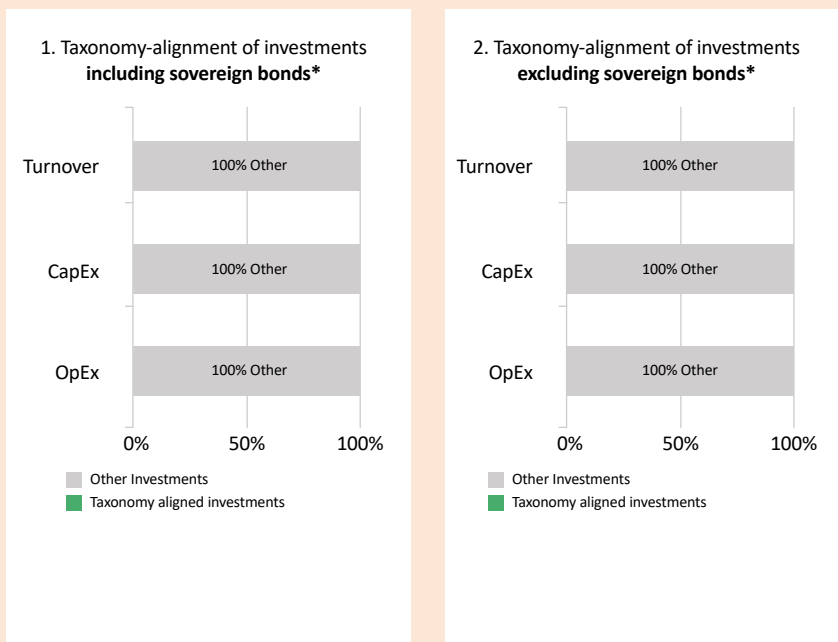 1. Taxonomy-alignment of investments
including sovereign bonds*
Turnover
100% Other
CapEx
100% Other
OpEx
100% Other
0% 50% 100%
Other Investments
Taxonomy aligned investments
2. Taxonomy-alignment of investments
excluding sovereign bonds*
Turnover
100% Other
CapEx
100% Other
OpEx
100% Other
0% 50% 100%
Other Investments
Taxonomy aligned investments